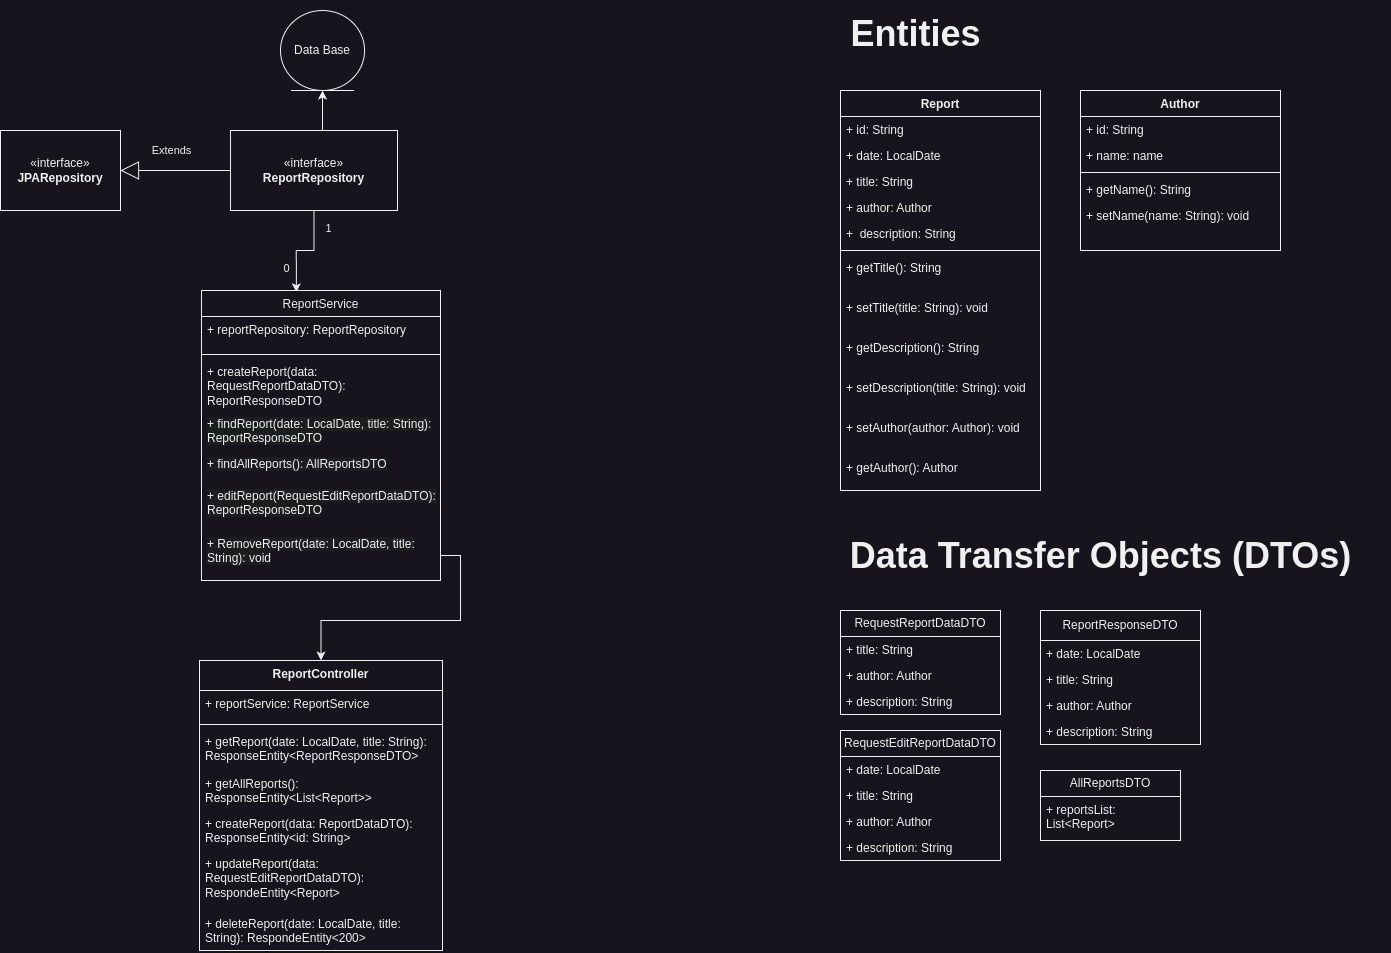 Data Base
«interface»
JPARepository
Extends
«interface»
ReportRepository
1
0
ReportService
+ reportRepository: ReportRepository
+ createReport(data:
RequestReportDataDTO):
ReportResponseDTO
+ findReport(date: LocalDate, title: String):
ReportResponseDTO
+ findAllReports(): AllReportsDTO
+ editReport(RequestEditReportDataDTO):
ReportResponseDTO
+ RemoveReport(date: LocalDate, title:
String): void
ReportController
+ reportService: ReportService
+ getReport(date: LocalDate, title: String):
ResponseEntity<ReportResponseDTO>
+ getAllReports():
ResponseEntity<List<Report>>
+ createReport(data: ReportDataDTO):
ResponseEntity<id: String>
+ updateReport(data:
RequestEditReportDataDTO):
RespondeEntity<Report>
+ deleteReport(date: LocalDate, title:
String): RespondeEntity<200>
Entities
Report
+ id: String
+ date: LocalDate
+ title: String
+ author: Author
+  description: String
+ getTitle(): String
+ setTitle(title: String): void
+ getDescription(): String
+ setDescription(title: String): void
+ setAuthor(author: Author): void
+ getAuthor(): Author
Author
+ id: String
+ name: name
+ getName(): String
+ setName(name: String): void
Data Transfer Objects (DTOs)
RequestReportDataDTO
+ title: String
+ author: Author
+ description: String
RequestEditReportDataDTO
+ date: LocalDate
+ title: String
+ author: Author
+ description: String
ReportResponseDTO
+ date: LocalDate
+ title: String
+ author: Author
+ description: String
AllReportsDTO
+ reportsList:
List<Report>